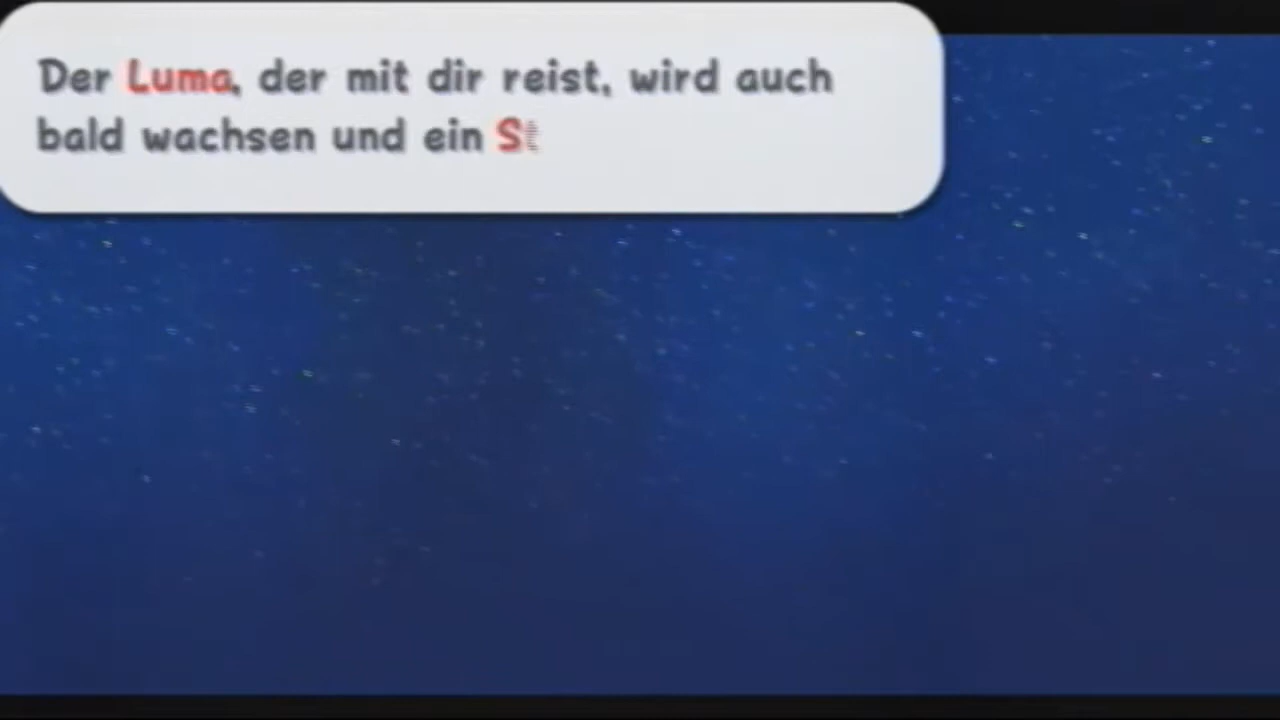 Der Luma, der mit dir reist, wird auch
bald wachsen und ein St